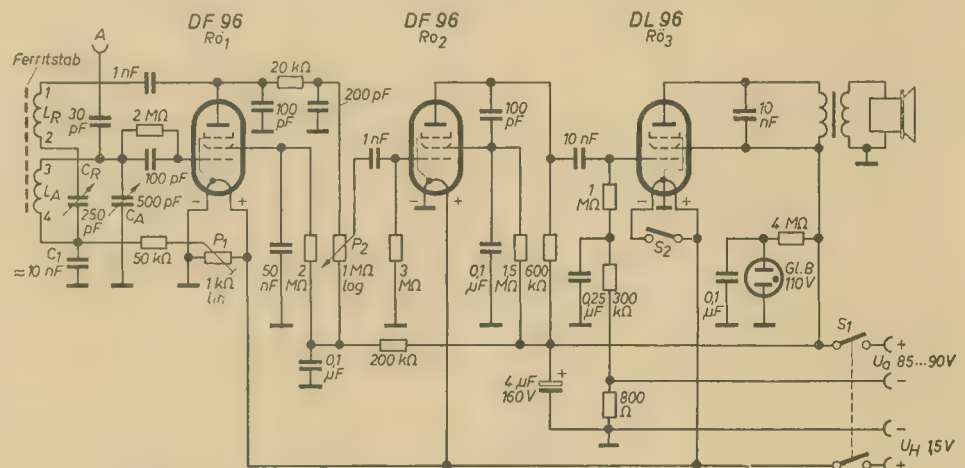 DF 96
Rö1
DF 96
Rö2
DL 96
Rö3
A
Ferritstab
1 nF
20 kΩ
1
LR
2
30 pF
2 MΩ
100 pF
200 pF
1 nF
100 pF
10 nF
10 nF
3
LA
4
CR
250 pF
100 pF
500 pF
CA
- +
- +
- +
1 MΩ
S2
C1
≈10 nF
50 kΩ
P1
1 kΩ
lin
50 nF
2 MΩ
P2
1 MΩ
log
3 MΩ
0,1 µF
1,5 MΩ
600 kΩ
0,25 µF
300 kΩ
4 MΩ
0,1 µF
Gl.B
110V
S1
+
Ua 85...90V
-
0,1 µF
200 kΩ
4 µF
160V
+
800 Ω
-
UH 1,5V
+